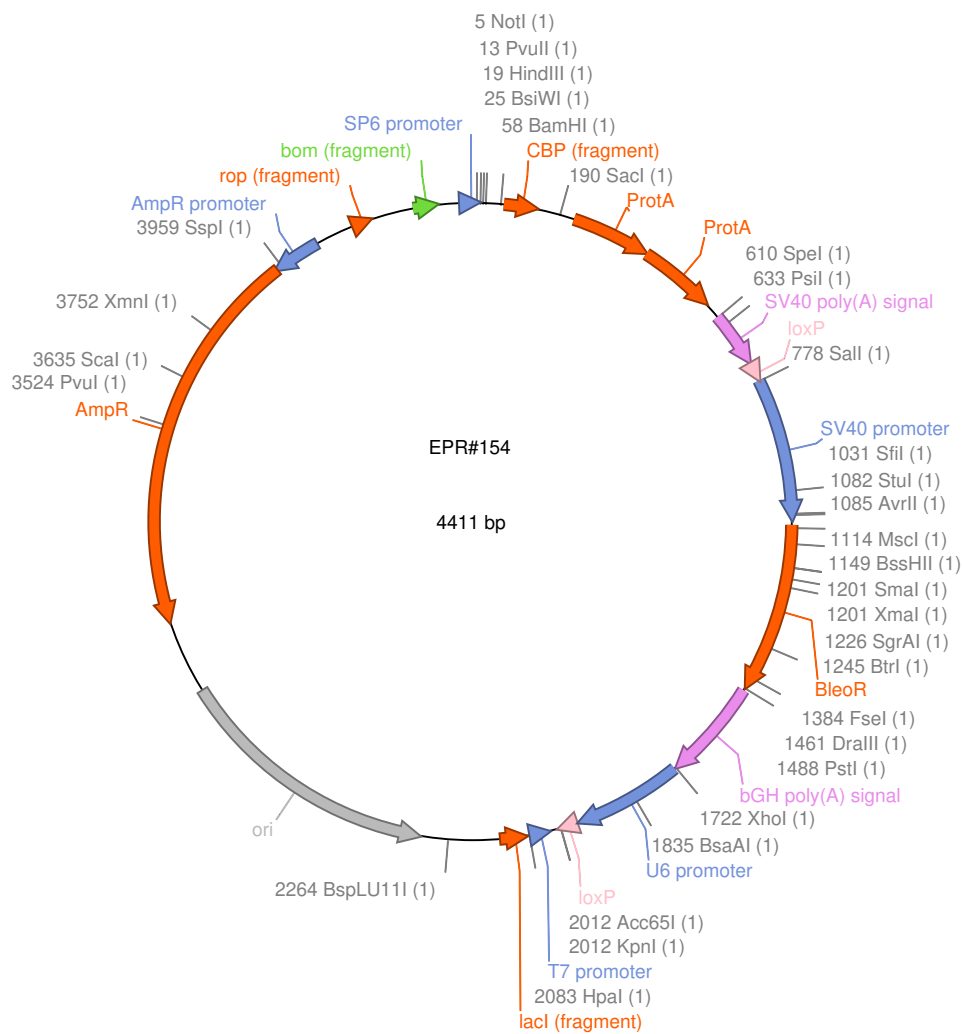 5 NotI (1)
13 PvuII (1)
19 HindIII (1)
25 BsiWI (1)
SP6 promoter
58 BamHI (1)
bom (fragment)
CBP (fragment)
rop (fragment)
190 SacI (1)
ProtA
AmpR promoter
3959 SspI (1)
ProtA
610 SpeI (1)
633 PsiI (1)
SV40 poly(A) signal
3752 XmnI (1)
loxP
778 SalI (1)
3635 ScaI (1)
3524 PvuI (1)
AmpR
SV40 promoter
EPR#154
1031 SfiI (1)
1082 StuI (1)
1085 AvrII (1)
4411 bp
1114 MscI (1)
1149 BssHII (1)
1201 SmaI (1)
1201 XmaI (1)
1226 SgrAI (1)
1245 BtrI (1)
BleoR
1384 FseI (1)
1461 DraIII (1)
1488 PstI (1)
bGH poly(A) signal
1722 XhoI (1)
ori
1835 BsaAI (1)
U6 promoter
2264 BspLU11I (1)
loxP
2012 Acc65I (1)
2012 KpnI (1)
T7 promoter
2083 HpaI (1)
lacI (fragment)